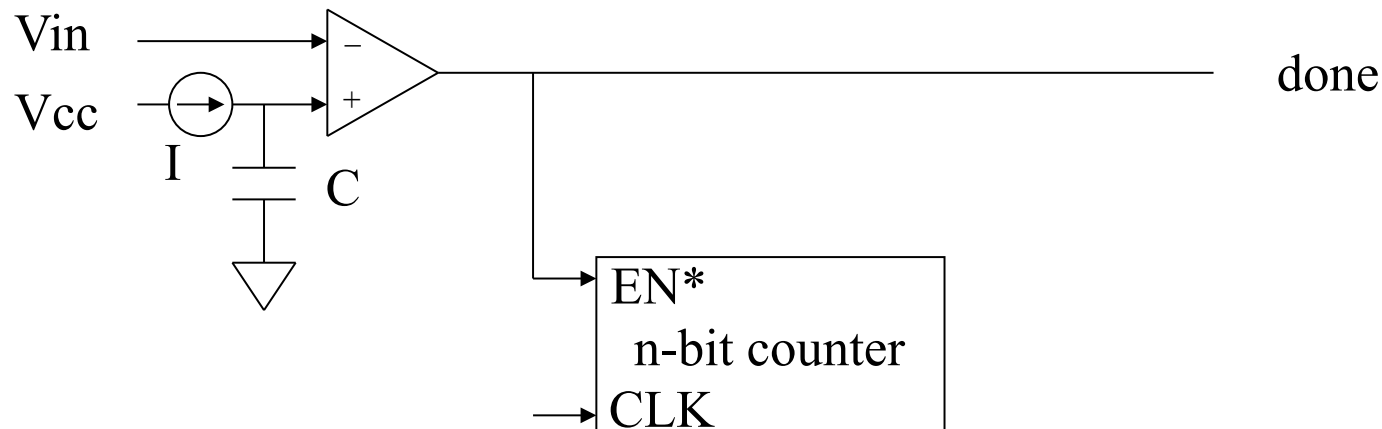 Vin
−
done
Vcc
+
I
C
EN*
n-bit counter
CLK